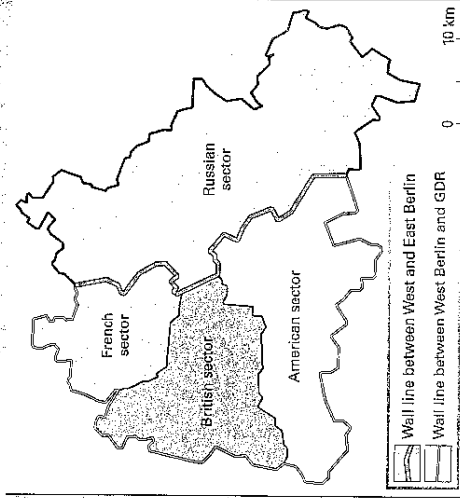 French
sector
British sector
Russian
sector
American sector
0
10 km
Wall line between West and East Berlin
Wall line between West Berlin and GDR